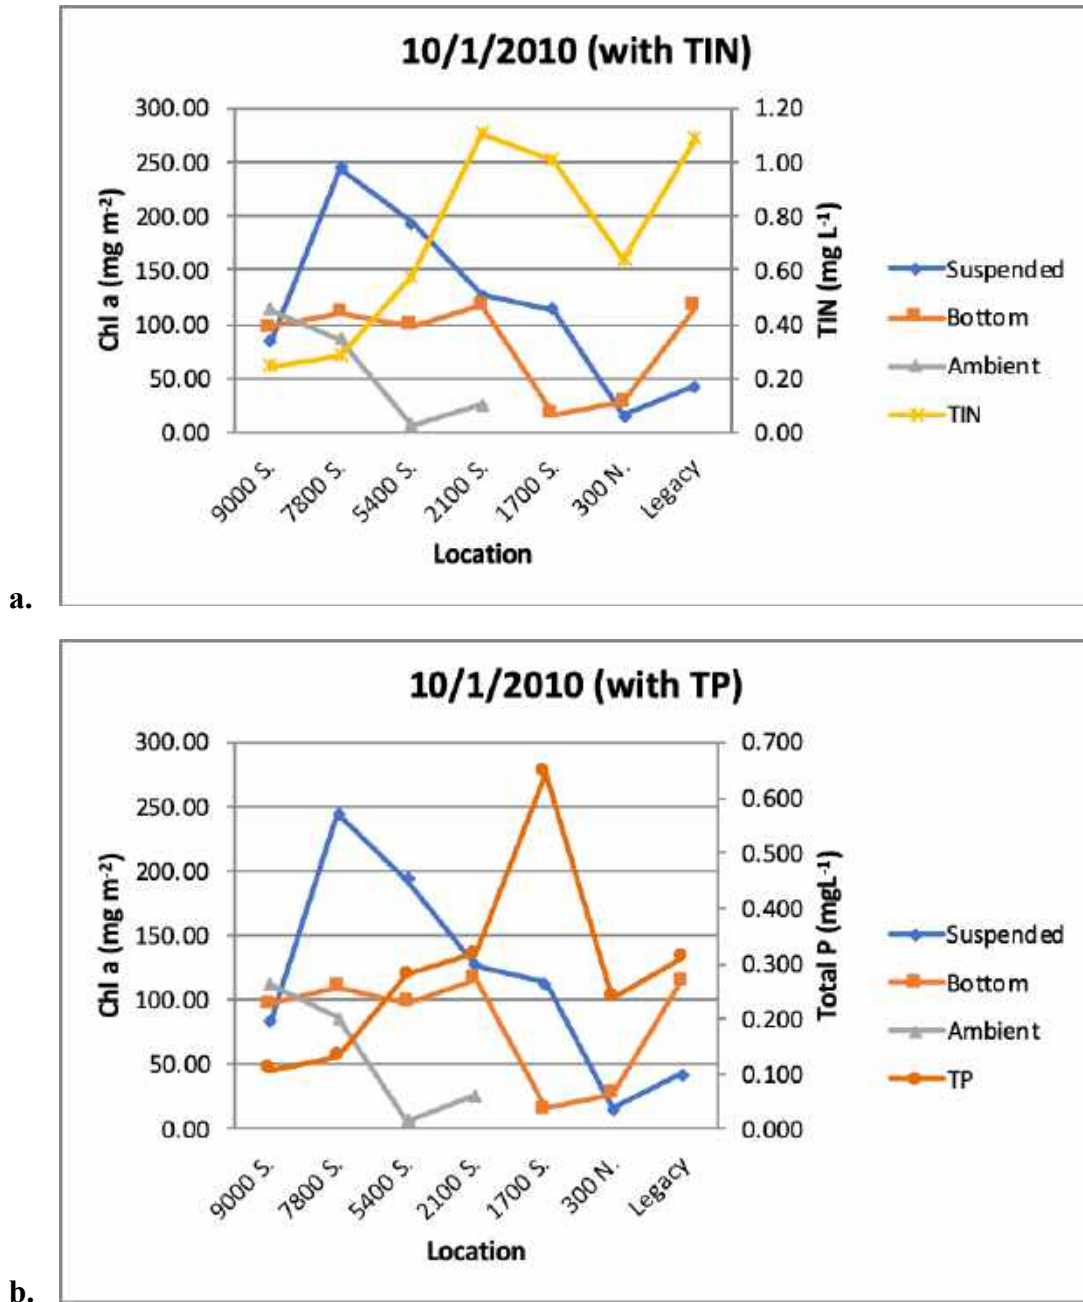 10/1/2010 (with TIN)
300.00
250.00
200.00
150.00
100.00
50.00
0.00
Chl a (mg m-2)
1.20
1.00
0.80
0.60
0.40
0.20
0.00
TIN (mg L-1)
9000 S.
7800 S.
5400 S.
2100 S.
1700 S.
300 N.
Legacy
Location
Suspended
Bottom
Ambient
TIN
a.
10/1/2010 (with TP)
300.00
250.00
200.00
150.00
100.00
50.00
0.00
Chl a (mg m-2)
0.700
0.600
0.500
0.400
0.300
0.200
0.100
0.000
Total P (mgL-1)
9000 S.
7800 S.
5400 S.
2100 S.
1700 S.
300 N.
Legacy
Location
Suspended
Bottom
Ambient
TP
b.